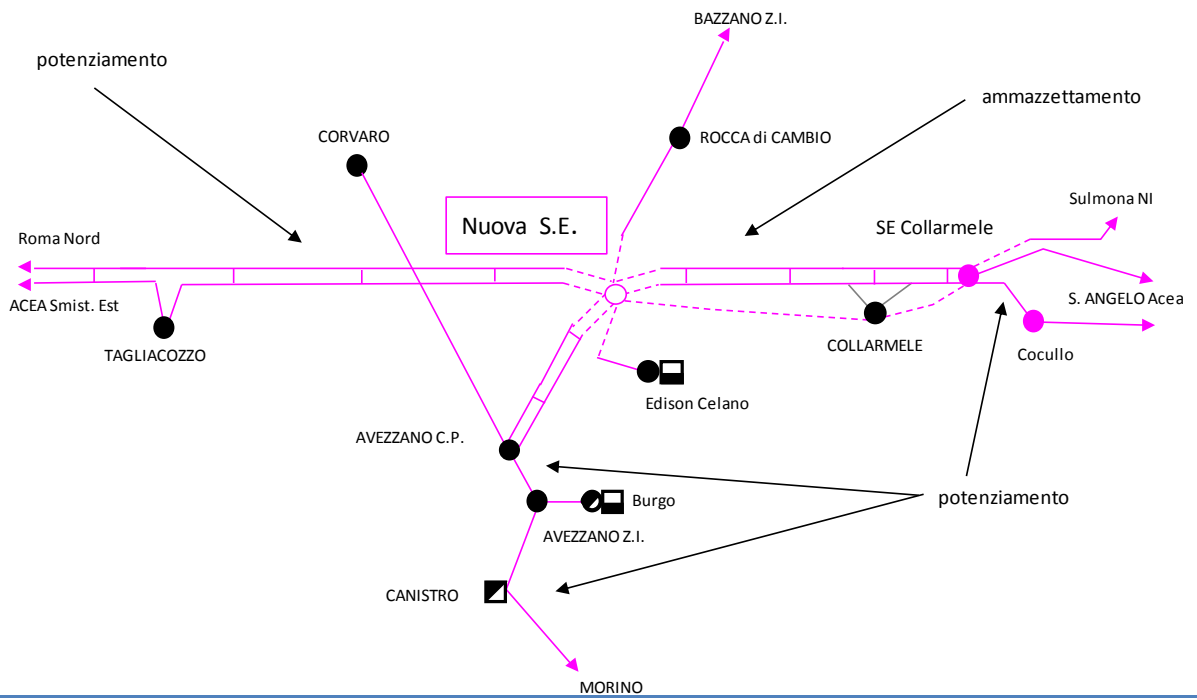 BAZZANO Z.I.
potenziamento
ammazzettamento
CORVARO
ROCCA di CAMBIO
Sulmona NI
Nuova S.E.
SE Collarmele
Roma Nord
ACEA Smist. Est
S. ANGELO Acea
TAGLIACOZZO
COLLARMELE
Cocullo
Edison Celano
AVEZZANO C.P.
Burgo
potenziamento
AVEZZANO Z.I.
CANISTRO
MORINO